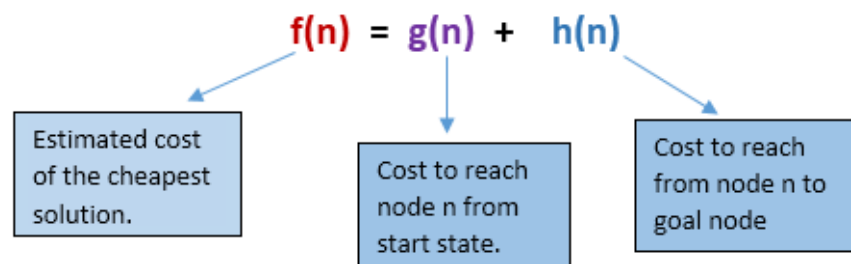 f(n) = g(n) + h(n)
Estimated cost
of the cheapest
solution.
Cost to reach
node n from
start state.
Cost to reach
from node n to
goal node